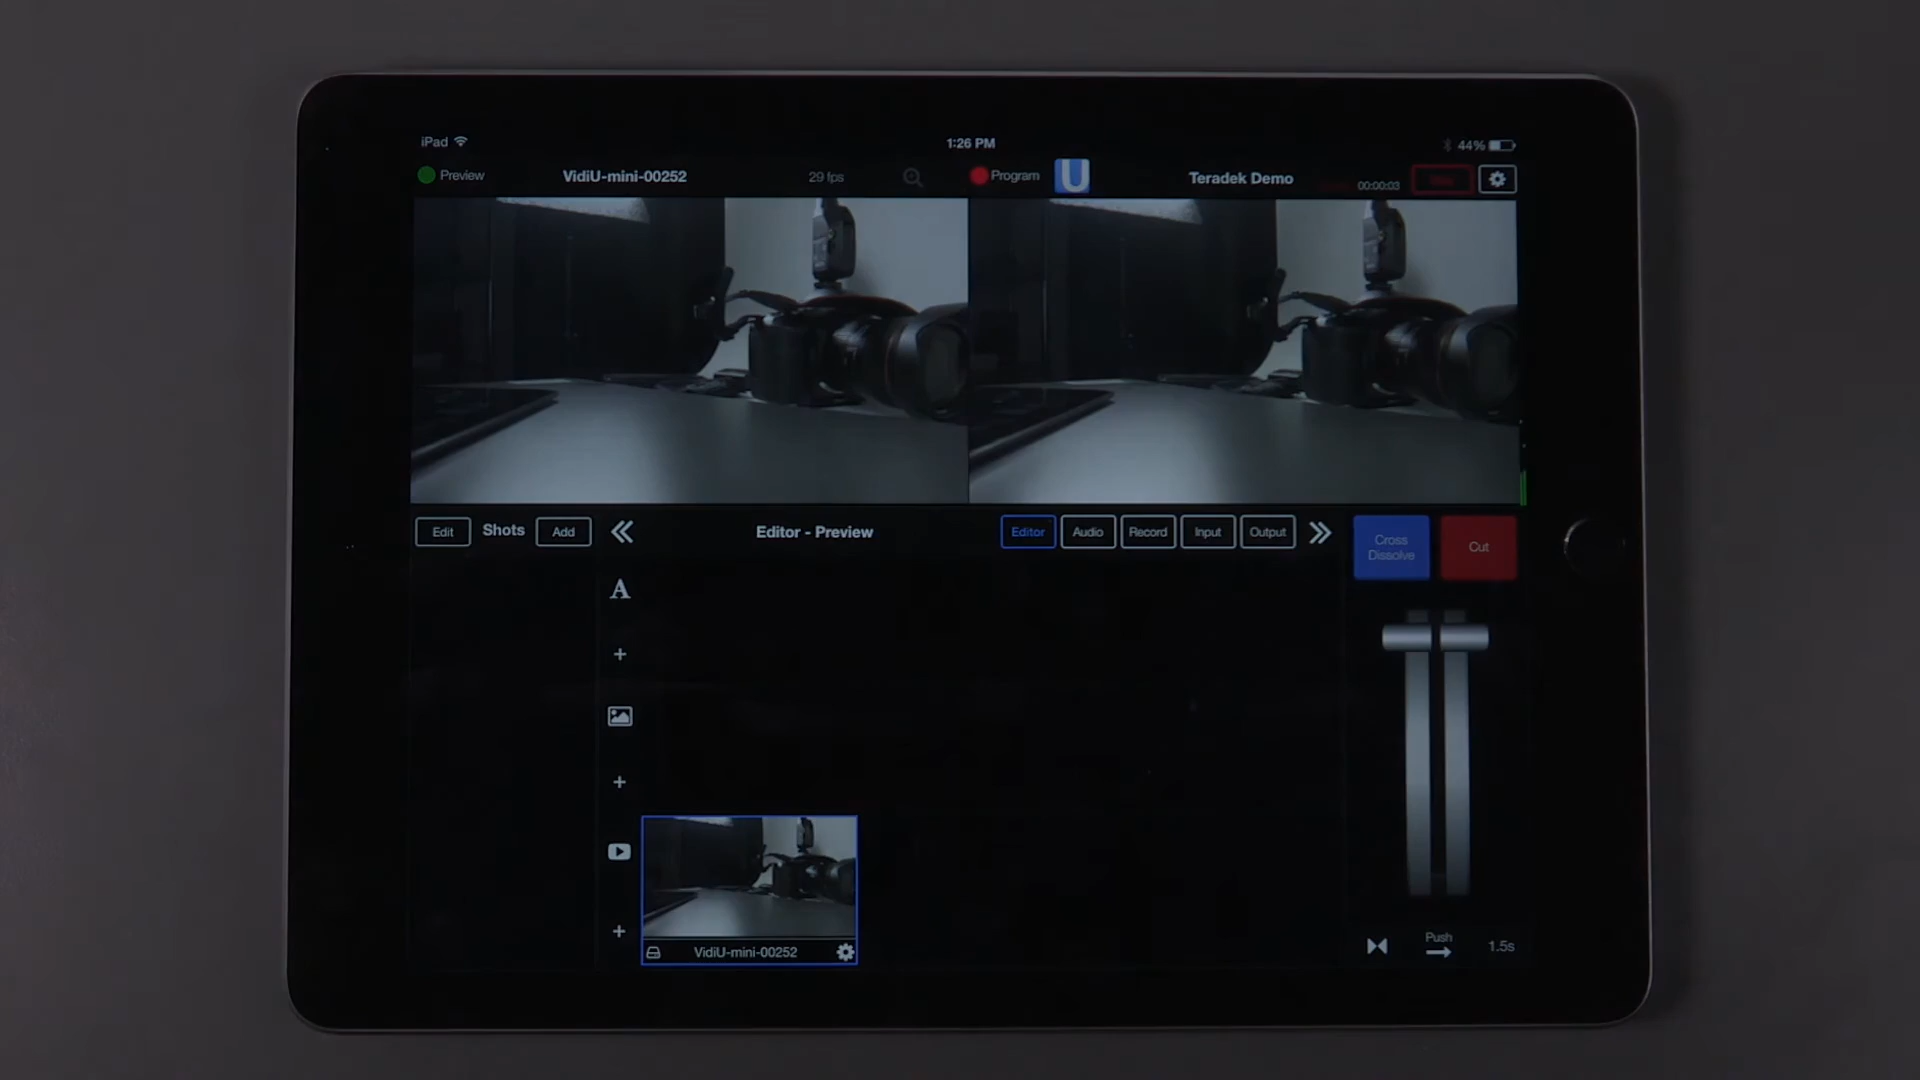 iPad
1:26 PM
44%
Preview
VidiU-mini-00252
29 fps
Program
U
Teradek Demo
00:00:03
Edit
Shots
Add
Editor - Preview
Editor
Audio
Record
Input
Output
Cross
Dissolve
Cut
A
VidiU-mini-00252
Push
1.5s